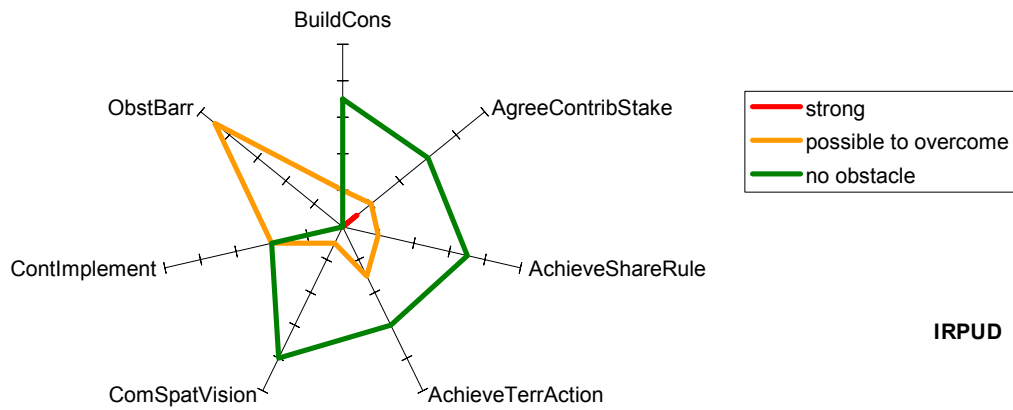 BuildCons
ObstBarr
AgreeContribStake
strong
possible to overcome
no obstacle
ContImplement
AchieveShareRule
IRPUD
ComSpatVision
AchieveTerrAction